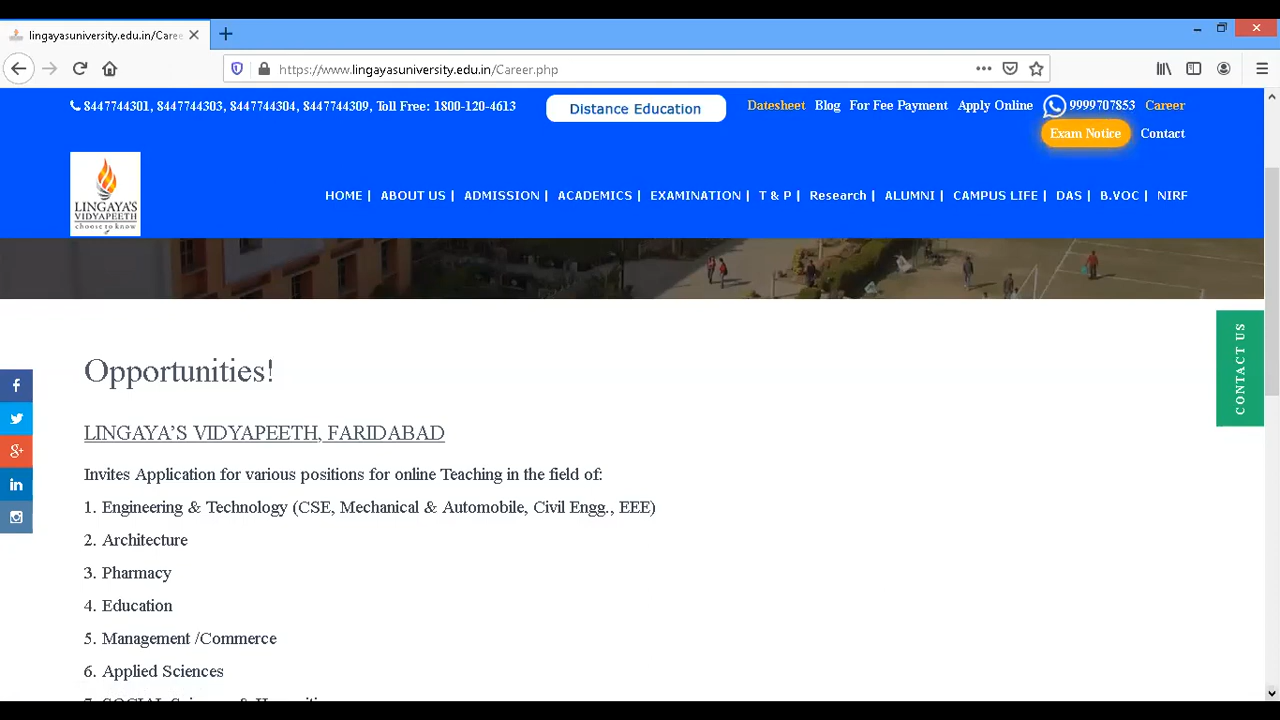 lingayasuniversity.edu.in/Caree
https://www.lingayasuniversity.edu.in/Career.php
8447744301, 8447744303, 8447744304, 8447744309, Toll Free: 1800-120-4613
Distance Education
Datesheet Blog For Fee Payment Apply Online 9999707853 Career
Exam Notice Contact
LINGAYA'S
VIDYAPEETH
choose to know
HOME | ABOUT US | ADMISSION | ACADEMICS | EXAMINATION | T & P | Research | ALUMNI | CAMPUS LIFE | DAS | B.VOC | NIRF
CONTACT US
Opportunities!
LINGAYA’S VIDYAPEETH, FARIDABAD
Invites Application for various positions for online Teaching in the field of:
1. Engineering & Technology (CSE, Mechanical & Automobile, Civil Engg., EEE)
2. Architecture
3. Pharmacy
4. Education
5. Management /Commerce
6. Applied Sciences